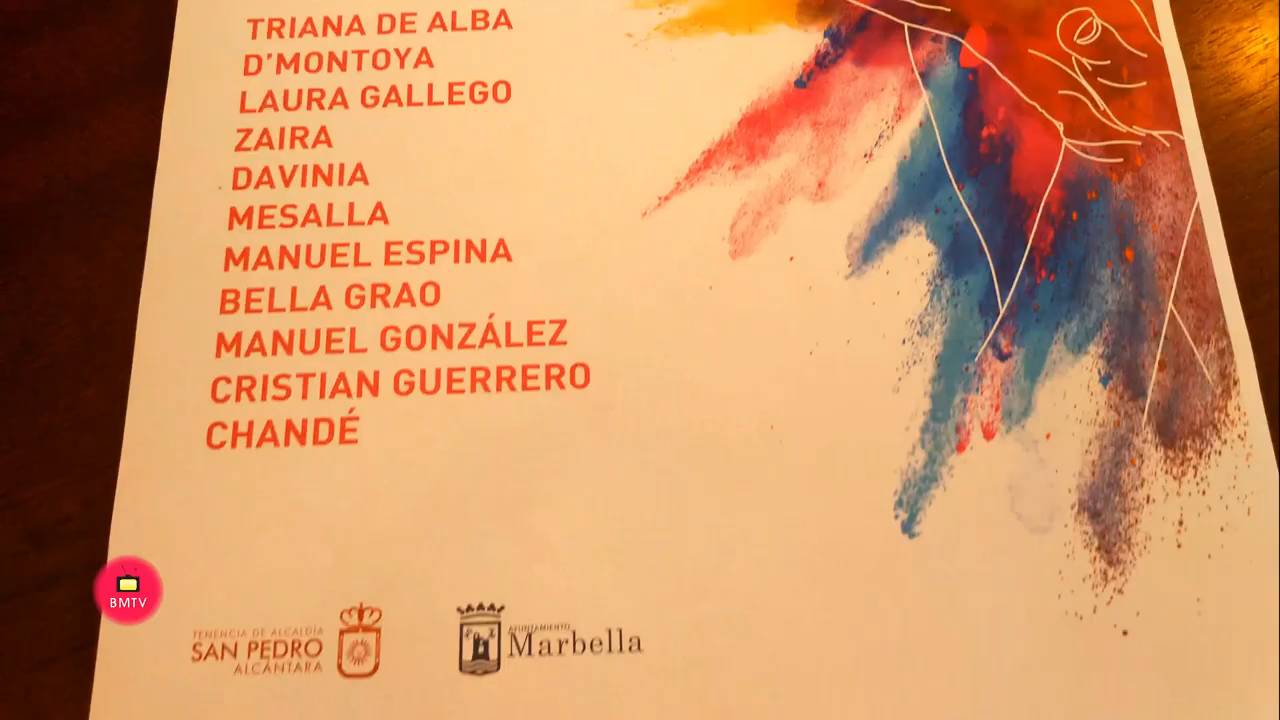 TRIANA DE ALBA
D'MONTOYA
LAURA GALLEGO
ZAIRA
DAVINIA
MESALLA
MANUEL ESPINA
BELLA GRAO
MANUEL GONZÁLEZ
CRISTIAN GUERRERO
CHANDÉ
BMTV
TENENCIA DE ALCALDÍA
SAN PEDRO
ALCÁNTARA
AYUNTAMIENTO
Marbella